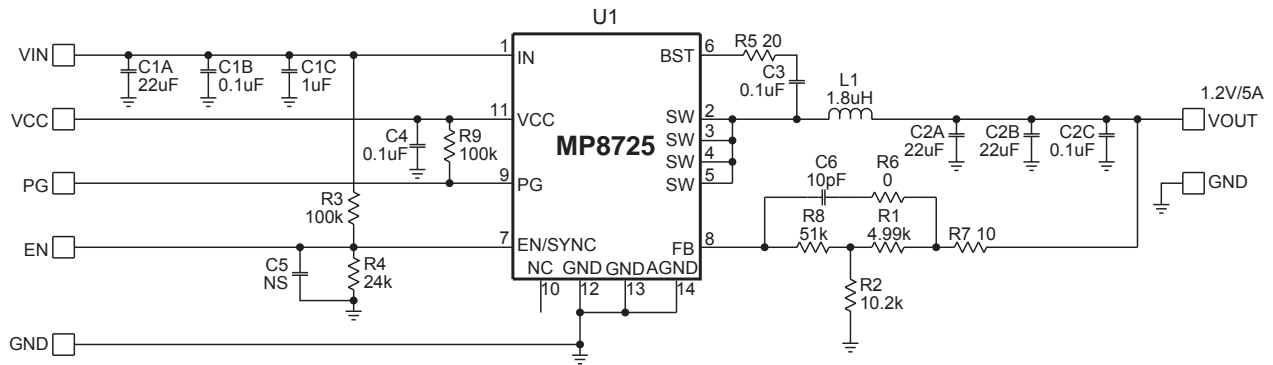 U1
VIN
1
IN
C1A
22uF
C1B
0.1uF
C1C
1uF
BST
6
R5 20
C3
0.1uF
L1
1.8uH
1.2V/5A
VOUT
VCC
11
VCC
C4
0.1uF
R9
100k
MP8725
SW
2
SW
3
SW
4
SW
5
C2A
22uF
C2B
22uF
C2C
0.1uF
PG
9
PG
R3
100k
C6
10pF
R6
0
GND
EN
7
EN/SYNC
C5
NS
R4
24k
FB
8
R8
51k
R1
4.99k
R7 10
R2
10.2k
NC
GND
GND
AGND
10
12
13
14
GND